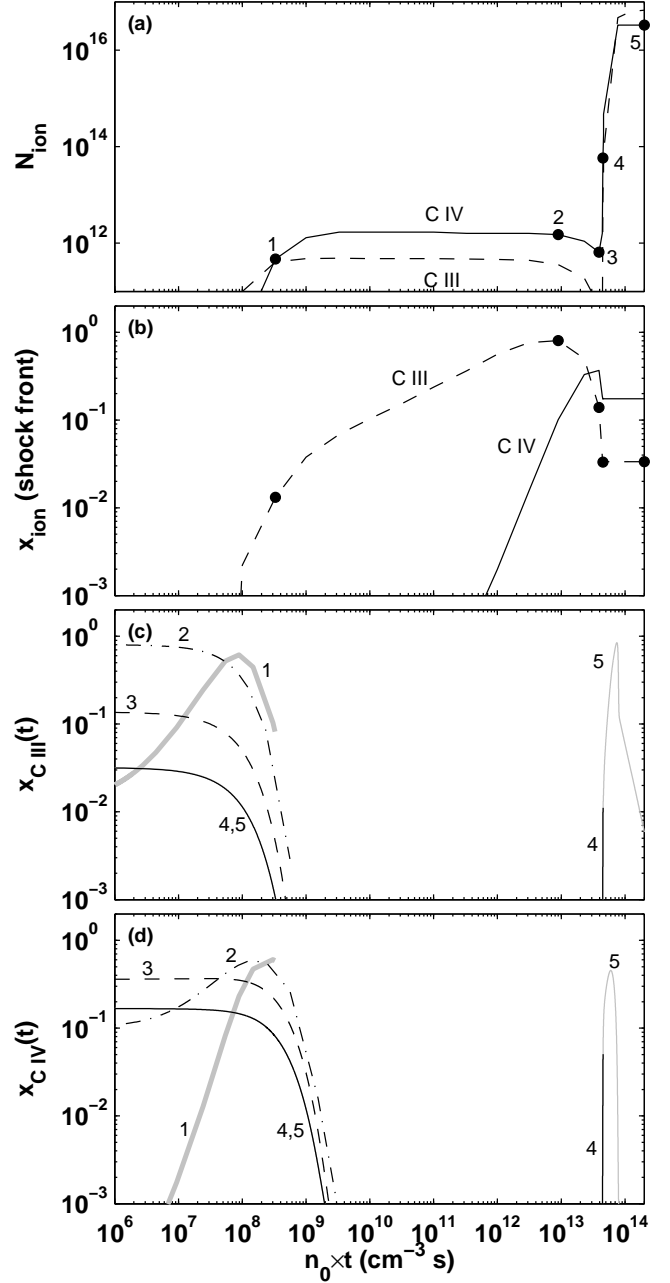 (a)
10^16
10^14
10^12
N_ion
1
2
3
4
5
C IV
C III
(b)
10^0
10^-1
10^-2
10^-3
x_ion (shock front)
C III
C IV
(c)
10^0
10^-1
10^-2
10^-3
x_C III(t)
2
1
3
4,5
5
4
(d)
10^0
10^-1
10^-2
10^-3
x_C IV(t)
3
2
1
4,5
5
4
10^6 10^7 10^8 10^9 10^10 10^11 10^12 10^13 10^14
n_0×t (cm^-3 s)